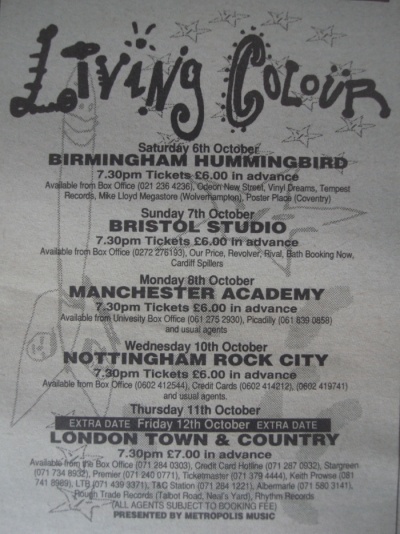 Living Colour
Saturday 6th October
BIRMINGHAM HUMMINGBIRD
7.30pm Tickets £6.00 in advance
Available from Box Office (021 236 4236), Odeon New Street, Vinyl Dreams, Tempest
Records, Mike Lloyd Megastore (Wolverhampton), Poster Place (Coventry)
Sunday 7th October
BRISTOL STUDIO
7.30pm Tickets £6.00 in advance
Available from Box Office (0272 276193), Our Price, Revolver, Rival, Bath Booking Now,
Cardiff Spillers
Monday 8th October
MANCHESTER ACADEMY
7.30pm Tickets £6.00 in advance
Available from Univesity Box Office (061 275 2930), Picadilly (061 839 0858)
and usual agents
Wednesday 10th October
NOTTINGHAM ROCK CITY
7.30pm Tickets £6.00 in advance
Available from Box Office (0602 412544), Credit Cards (0602 414212), (0602 419741)
and usual agents.
Thursday 11th October
EXTRA DATE Friday 12th October EXTRA DATE
LONDON TOWN & COUNTRY
7.30pm £7.00 in advance
Available from the Box Office (071 284 0303), Credit Card Hotline (071 287 0932), Stargreen
(071 734 8932), Premier (071 240 0771), Ticketmaster (071 379 4444), Keith Prowse (081
741 8989), LTB (071 439 3371), T&C Station (071 284 1221), Albermarle (071 580 3141),
Rough Trade Records (Talbot Road, Neal's Yard), Rhythm Records
(ALL AGENTS SUBJECT TO BOOKING FEE)
PRESENTED BY METROPOLIS MUSIC